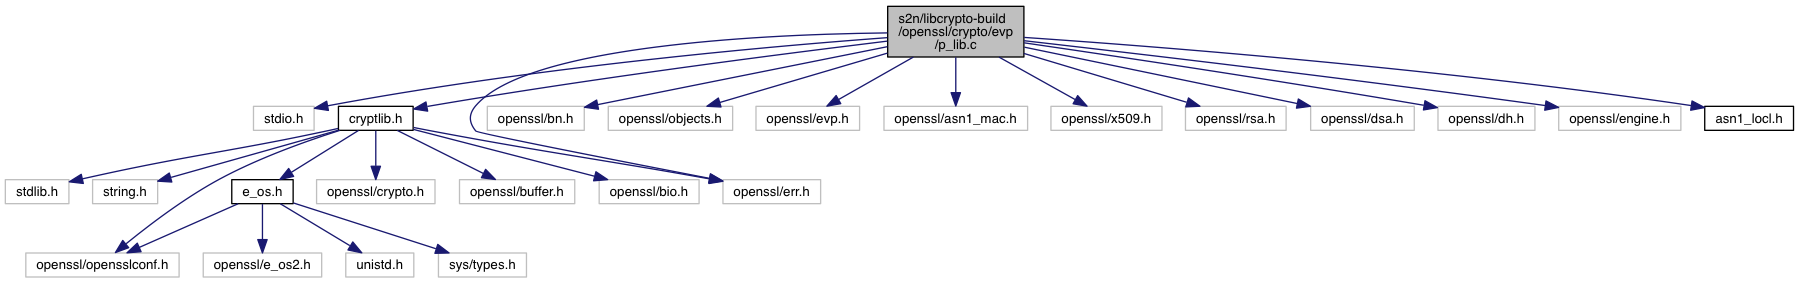 s2n/libcrypto-build
/openssl/crypto/evp
/p_lib.c
stdio.h
cryptlib.h
openssl/bn.h
openssl/objects.h
openssl/evp.h
openssl/asn1_mac.h
openssl/x509.h
openssl/rsa.h
openssl/dsa.h
openssl/dh.h
openssl/engine.h
asn1_locl.h
stdlib.h
string.h
e_os.h
openssl/crypto.h
openssl/buffer.h
openssl/bio.h
openssl/err.h
openssl/opensslconf.h
openssl/e_os2.h
unistd.h
sys/types.h